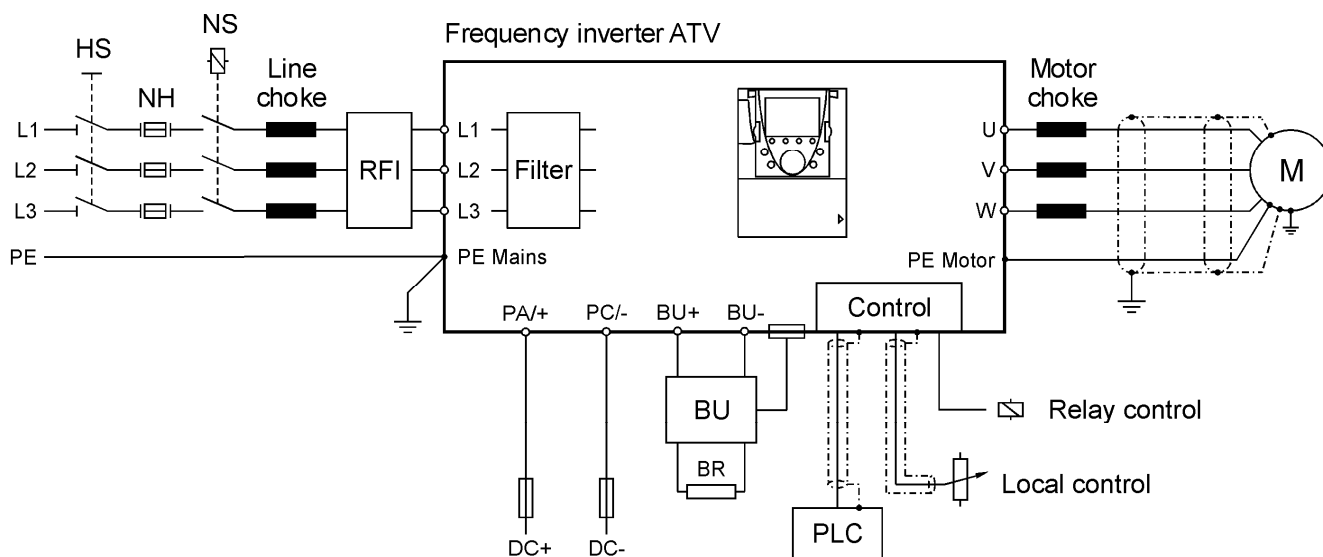 Frequency inverter ATV
HS
NS
NH
Line
choke
Motor
choke
L1
L2
L3
PE
RFI
L1
L2
L3
PE Mains
Filter
U
V
W
PE Motor
M
PA/+
PC/-
BU+
BU-
Control
BU
BR
Relay control
Local control
PLC
DC+
DC-